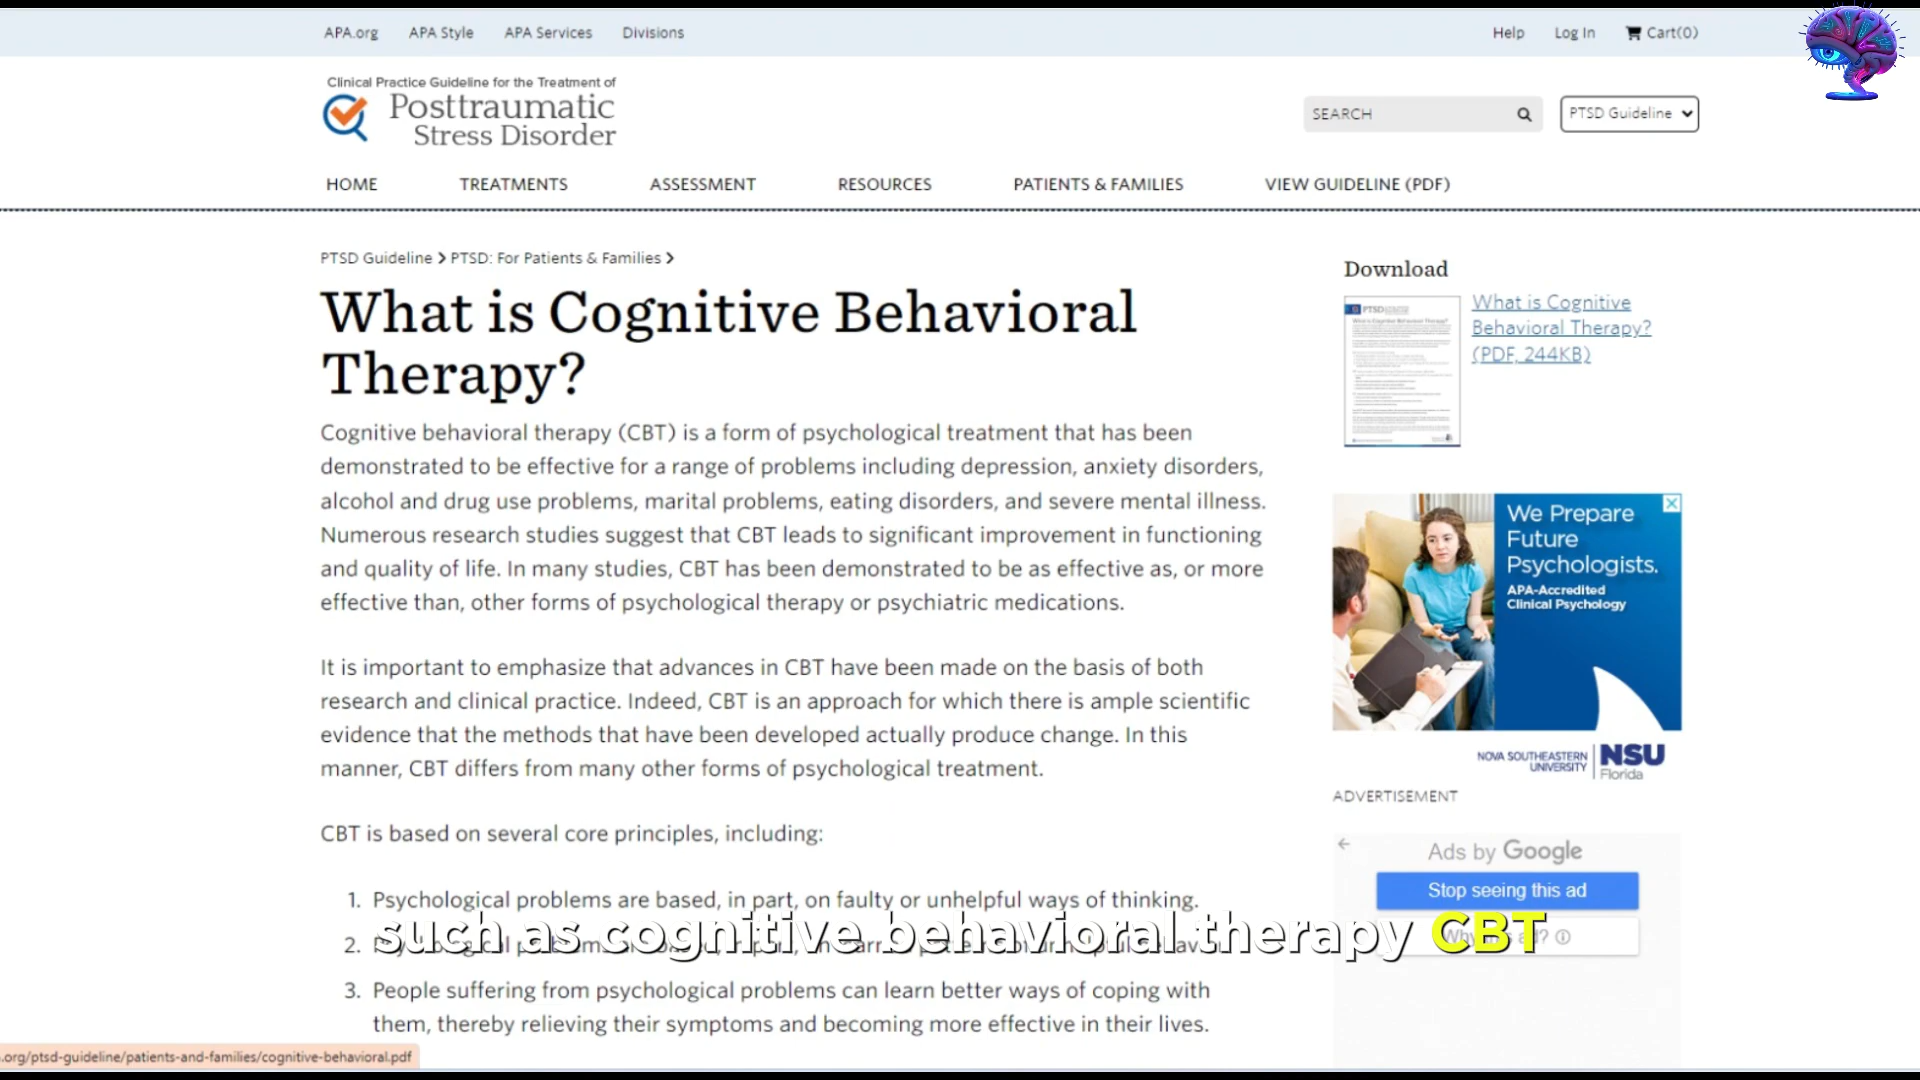 APA.org APA Style APA Services Divisions Help Log In Cart(0)
Clinical Practice Guideline for the Treatment of
Posttraumatic
Stress Disorder
SEARCH PTSD Guideline
HOME TREATMENTS ASSESSMENT RESOURCES PATIENTS & FAMILIES VIEW GUIDELINE (PDF)
PTSD Guideline > PTSD: For Patients & Families >
What is Cognitive Behavioral
Therapy?
Cognitive behavioral therapy (CBT) is a form of psychological treatment that has been
demonstrated to be effective for a range of problems including depression, anxiety disorders,
alcohol and drug use problems, marital problems, eating disorders, and severe mental illness.
Numerous research studies suggest that CBT leads to significant improvement in functioning
and quality of life. In many studies, CBT has been demonstrated to be as effective as, or more
effective than, other forms of psychological therapy or psychiatric medications.
It is important to emphasize that advances in CBT have been made on the basis of both
research and clinical practice. Indeed, CBT is an approach for which there is ample scientific
evidence that the methods that have been developed actually produce change. In this
manner, CBT differs from many other forms of psychological treatment.
CBT is based on several core principles, including:
1. Psychological problems are based, in part, on faulty or unhelpful ways of thinking.
2.
3. People suffering from psychological problems can learn better ways of coping with
them, thereby relieving their symptoms and becoming more effective in their lives.
such as cognitive behavioral therapy CBT
Download
What is Cognitive
Behavioral Therapy?
(PDF, 244KB)
We Prepare
Future
Psychologists.
APA-Accredited
Clinical Psychology
NOVA SOUTHEASTERN
UNIVERSITY
NSU
Florida
ADVERTISEMENT
Ads by Google
Stop seeing this ad
.org/ptsd-guideline/patients-and-families/cognitive-behavioral.pdf